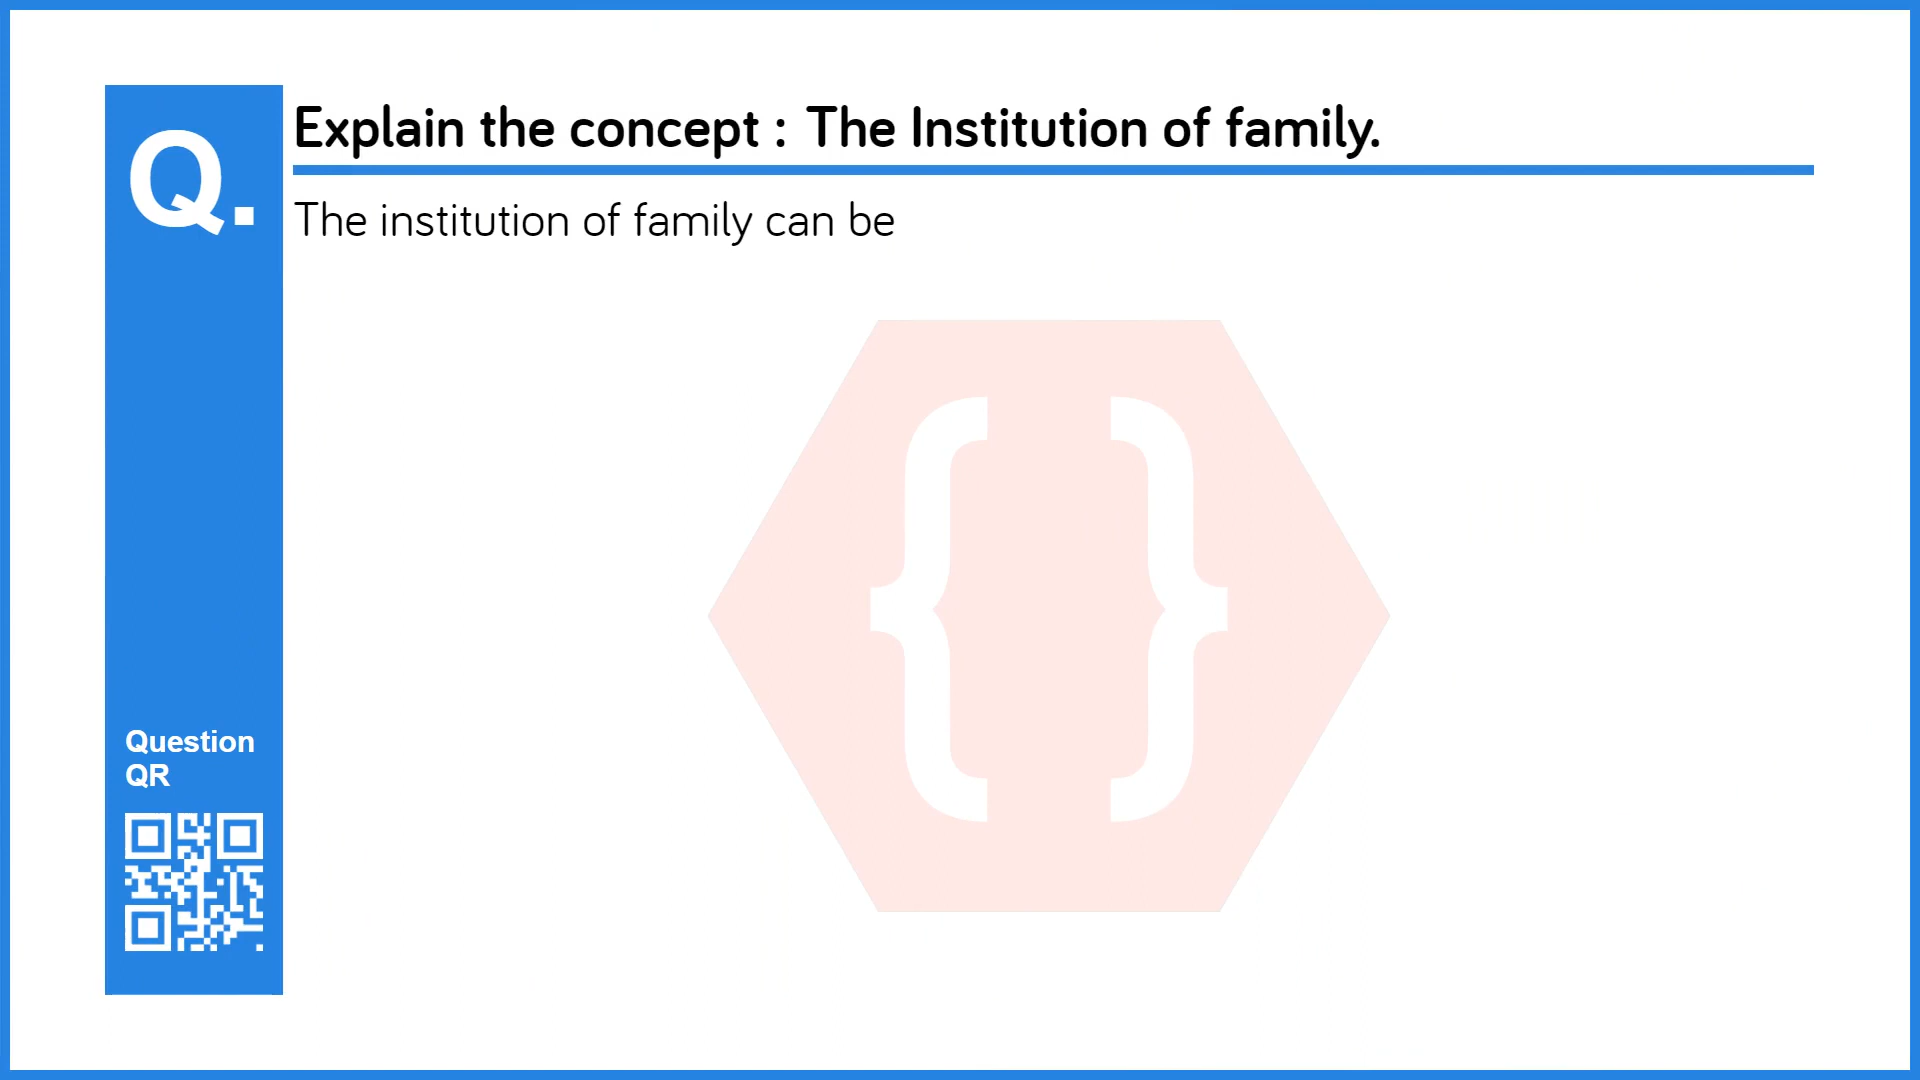 Q.
Explain the concept : The Institution of family.
The institution of family can be
{ }
Question
QR